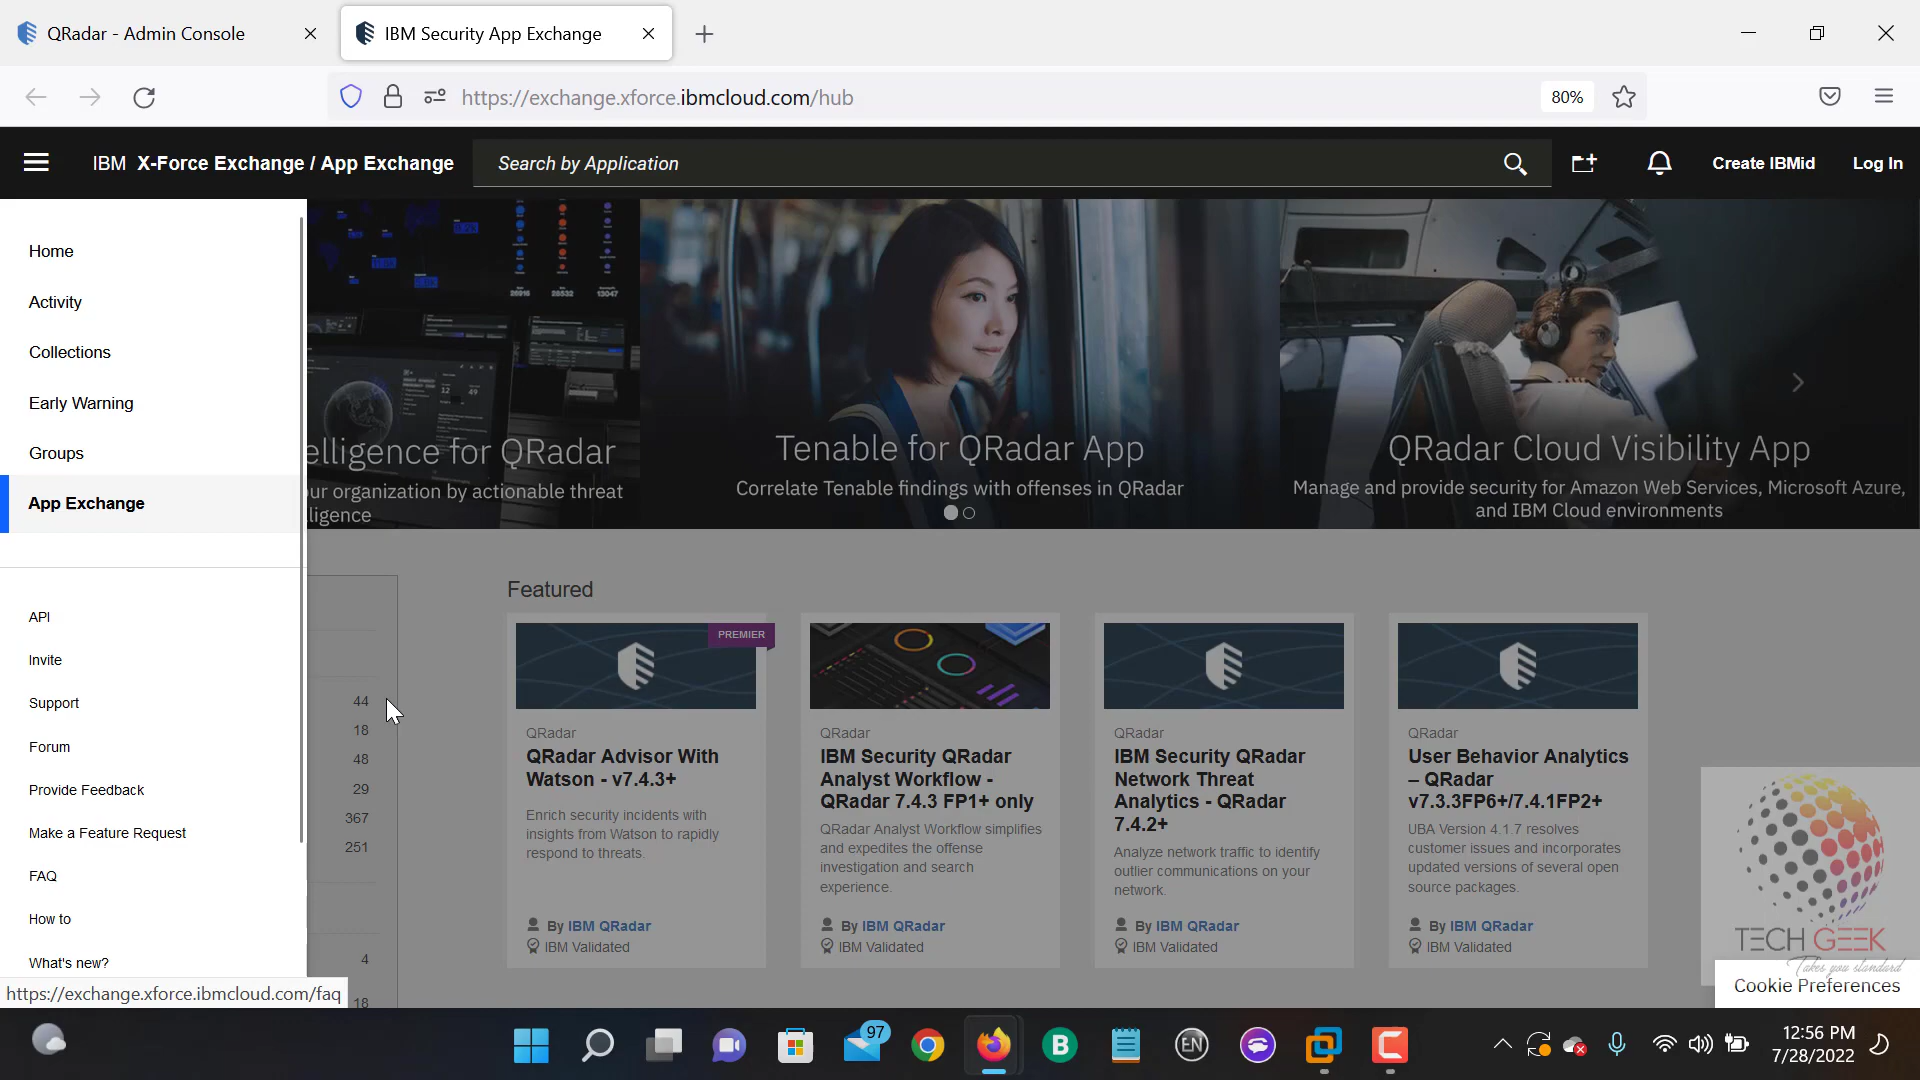 QRadar - Admin Console
IBM Security App Exchange
https://exchange.xforce.ibmcloud.com/hub
80%
IBM X-Force Exchange / App Exchange
Search by Application
Create IBMid
Log In
Home
Activity
Collections
Early Warning
Groups
App Exchange
API
Invite
Support
Forum
Provide Feedback
Make a Feature Request
FAQ
How to
What's new?
https://exchange.xforce.ibmcloud.com/faq
26916 28532 13047
elligence for QRadar
our organization by actionable threat
ligence
Tenable for QRadar App
Correlate Tenable findings with offenses in QRadar
QRadar Cloud Visibility App
Manage and provide security for Amazon Web Services, Microsoft Azure,
and IBM Cloud environments
44
18
48
29
367
251
4
18
Featured
PREMIER
QRadar
QRadar Advisor With
Watson - v7.4.3+
Enrich security incidents with
insights from Watson to rapidly
respond to threats.
By IBM QRadar
IBM Validated
QRadar
IBM Security QRadar
Analyst Workflow -
QRadar 7.4.3 FP1+ only
QRadar Analyst Workflow simplifies
and expedites the offense
investigation and search
experience.
By IBM QRadar
IBM Validated
QRadar
IBM Security QRadar
Network Threat
Analytics - QRadar
7.4.2+
Analyze network traffic to identify
outlier communications on your
network.
By IBM QRadar
IBM Validated
QRadar
User Behavior Analytics
– QRadar
v7.3.3FP6+/7.4.1FP2+
UBA Version 4.1.7 resolves
customer issues and incorporates
updated versions of several open
source packages.
By IBM QRadar
IBM Validated
TECH GEEK
Takes you standard
Cookie Preferences
97
B
EN
12:56 PM
7/28/2022